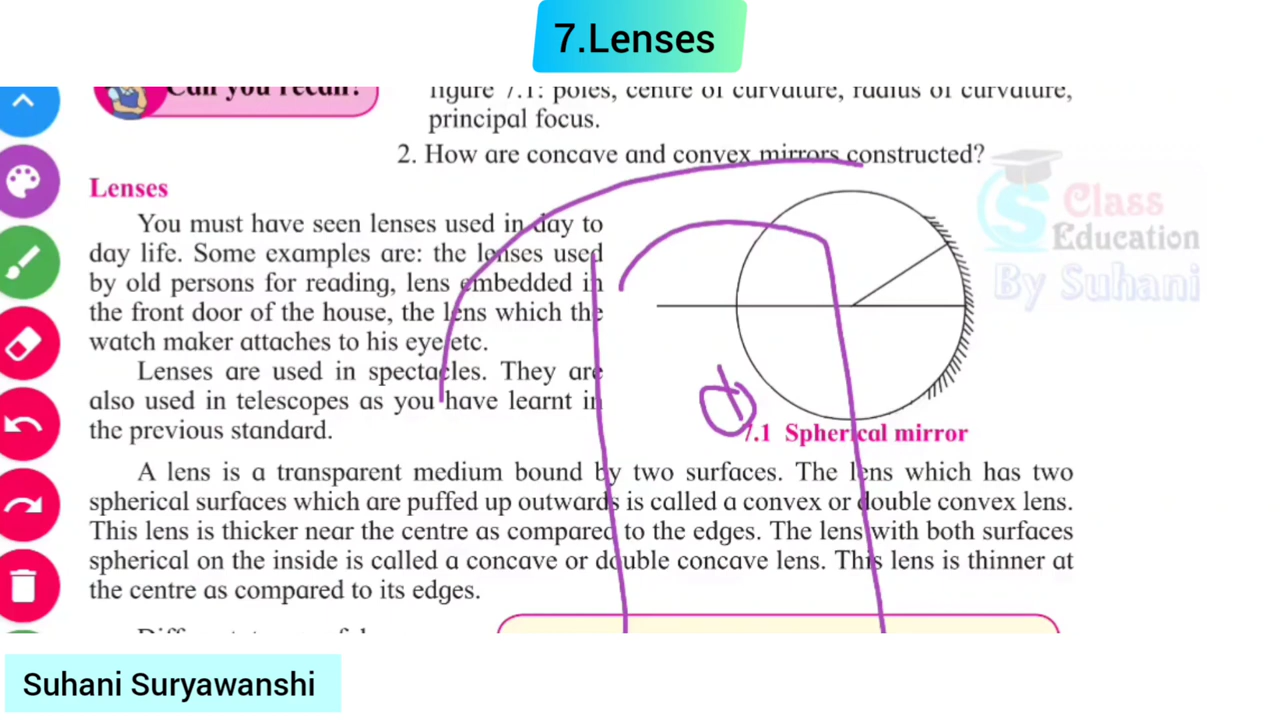 7.Lenses
Can you recall?
figure 7.1: poles, centre of curvature, radius of curvature,
principal focus.
2. How are concave and convex mirrors constructed?
Lenses
You must have seen lenses used in day to
day life. Some examples are: the lenses used
by old persons for reading, lens embedded in
the front door of the house, the lens which the
watch maker attaches to his eye etc.
Lenses are used in spectacles. They are
also used in telescopes as you have learnt in
the previous standard.
S Class
Education
By Suhani
7.1 Spherical mirror
A lens is a transparent medium bound by two surfaces. The lens which has two
spherical surfaces which are puffed up outwards is called a convex or double convex lens.
This lens is thicker near the centre as compared to the edges. The lens with both surfaces
spherical on the inside is called a concave or double concave lens. This lens is thinner at
the centre as compared to its edges.
Suhani Suryawanshi